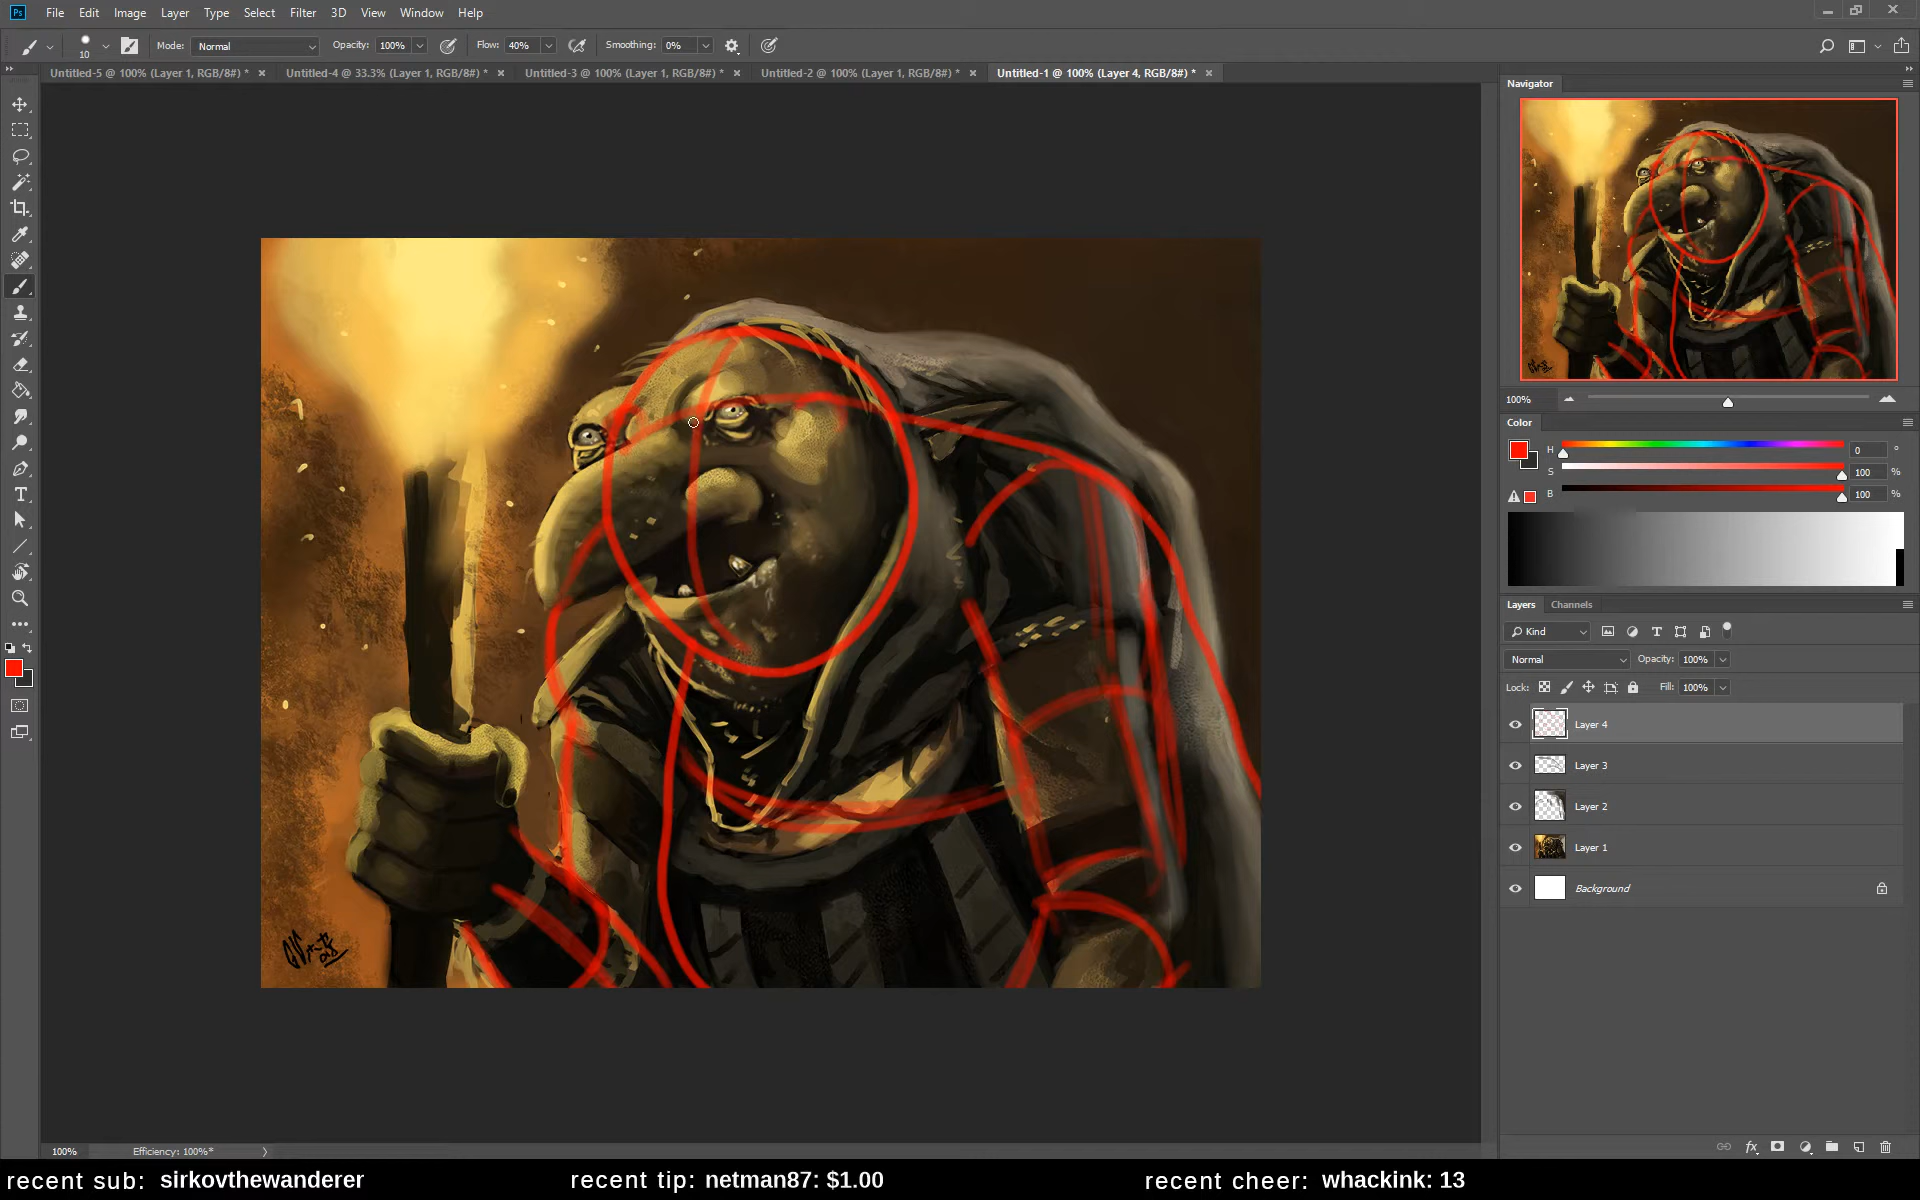 Ps File Edit Image Layer Type Select Filter 3D View Window Help
10 Mode: Normal Opacity: 100% Flow: 40% Smoothing: 0%
Untitled-5 @ 100% (Layer 1, RGB/8#) * Untitled-4 @ 33.3% (Layer 1, RGB/8#) * Untitled-3 @ 100% (Layer 1, RGB/8#) * Untitled-2 @ 100% (Layer 1, RGB/8#) * Untitled-1 @ 100% (Layer 4, RGB/8#) *
Navigator
100%
Color
H 0 °
S 100 %
B 100 %
Layers Channels
Kind
Normal Opacity: 100%
Lock: Fill: 100%
Layer 4
Layer 3
Layer 2
Layer 1
Background
fx
100% Efficiency: 100%*
recent sub: sirkovthewanderer recent tip: netman87: $1.00 recent cheer: whackink: 13